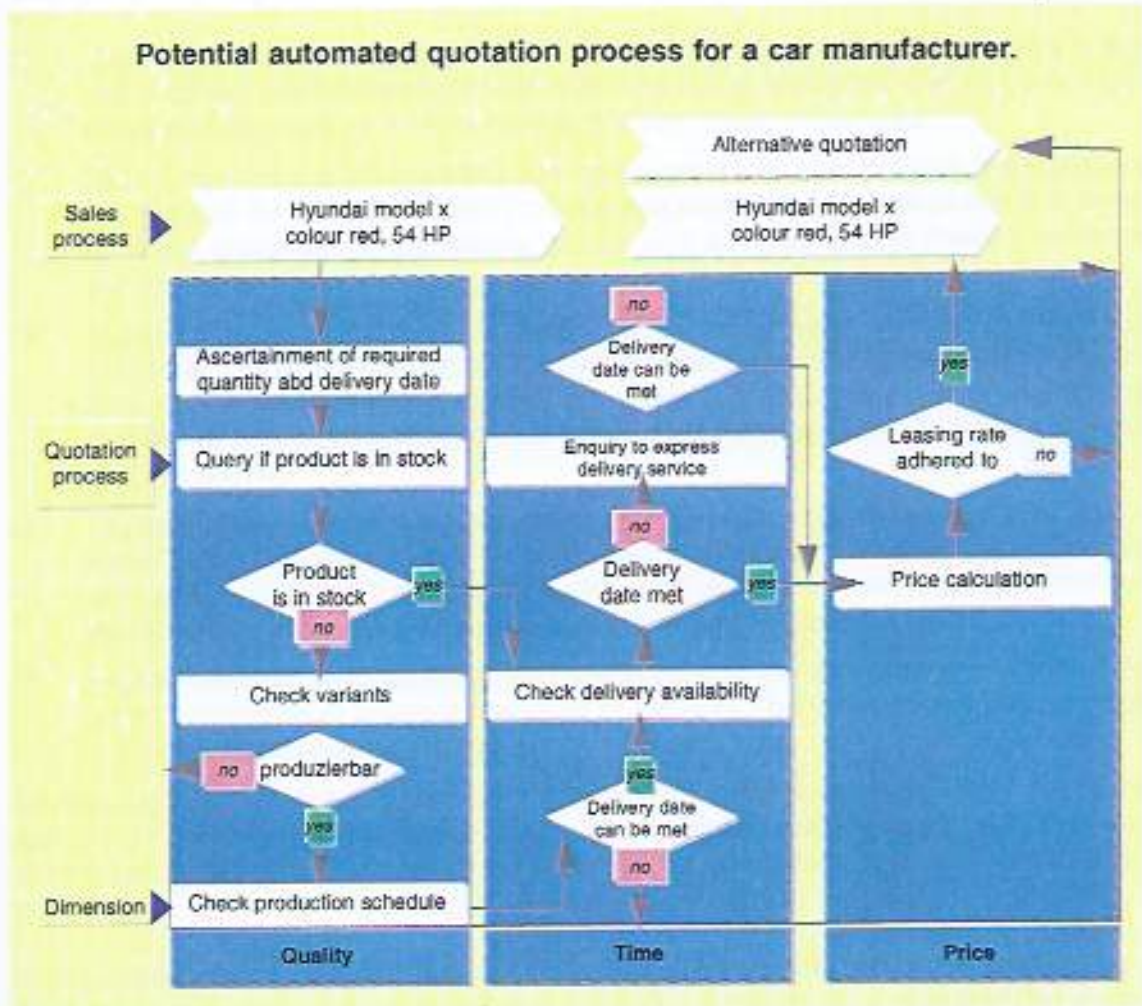 Potential automated quotation process for a car manufacturer.
Alternative quotation
Sales
process
Hyundai model x
colour red, 54 HP
Hyundai model x
colour red, 54 HP
Quotation
process
Dimension
Ascertainment of required
quantity abd delivery date
Query if product is in stock
Product
is in stock
yes
no
Check variants
no
produzierbar
yes
Check production schedule
Quality
no
Delivery
date can be
met
Enquiry to express
delivery service
no
Delivery
date met
yes
Check delivery availability
yes
Delivery date
can be met
no
Time
yes
Leasing rate
adhered to
no
Price calculation
Price